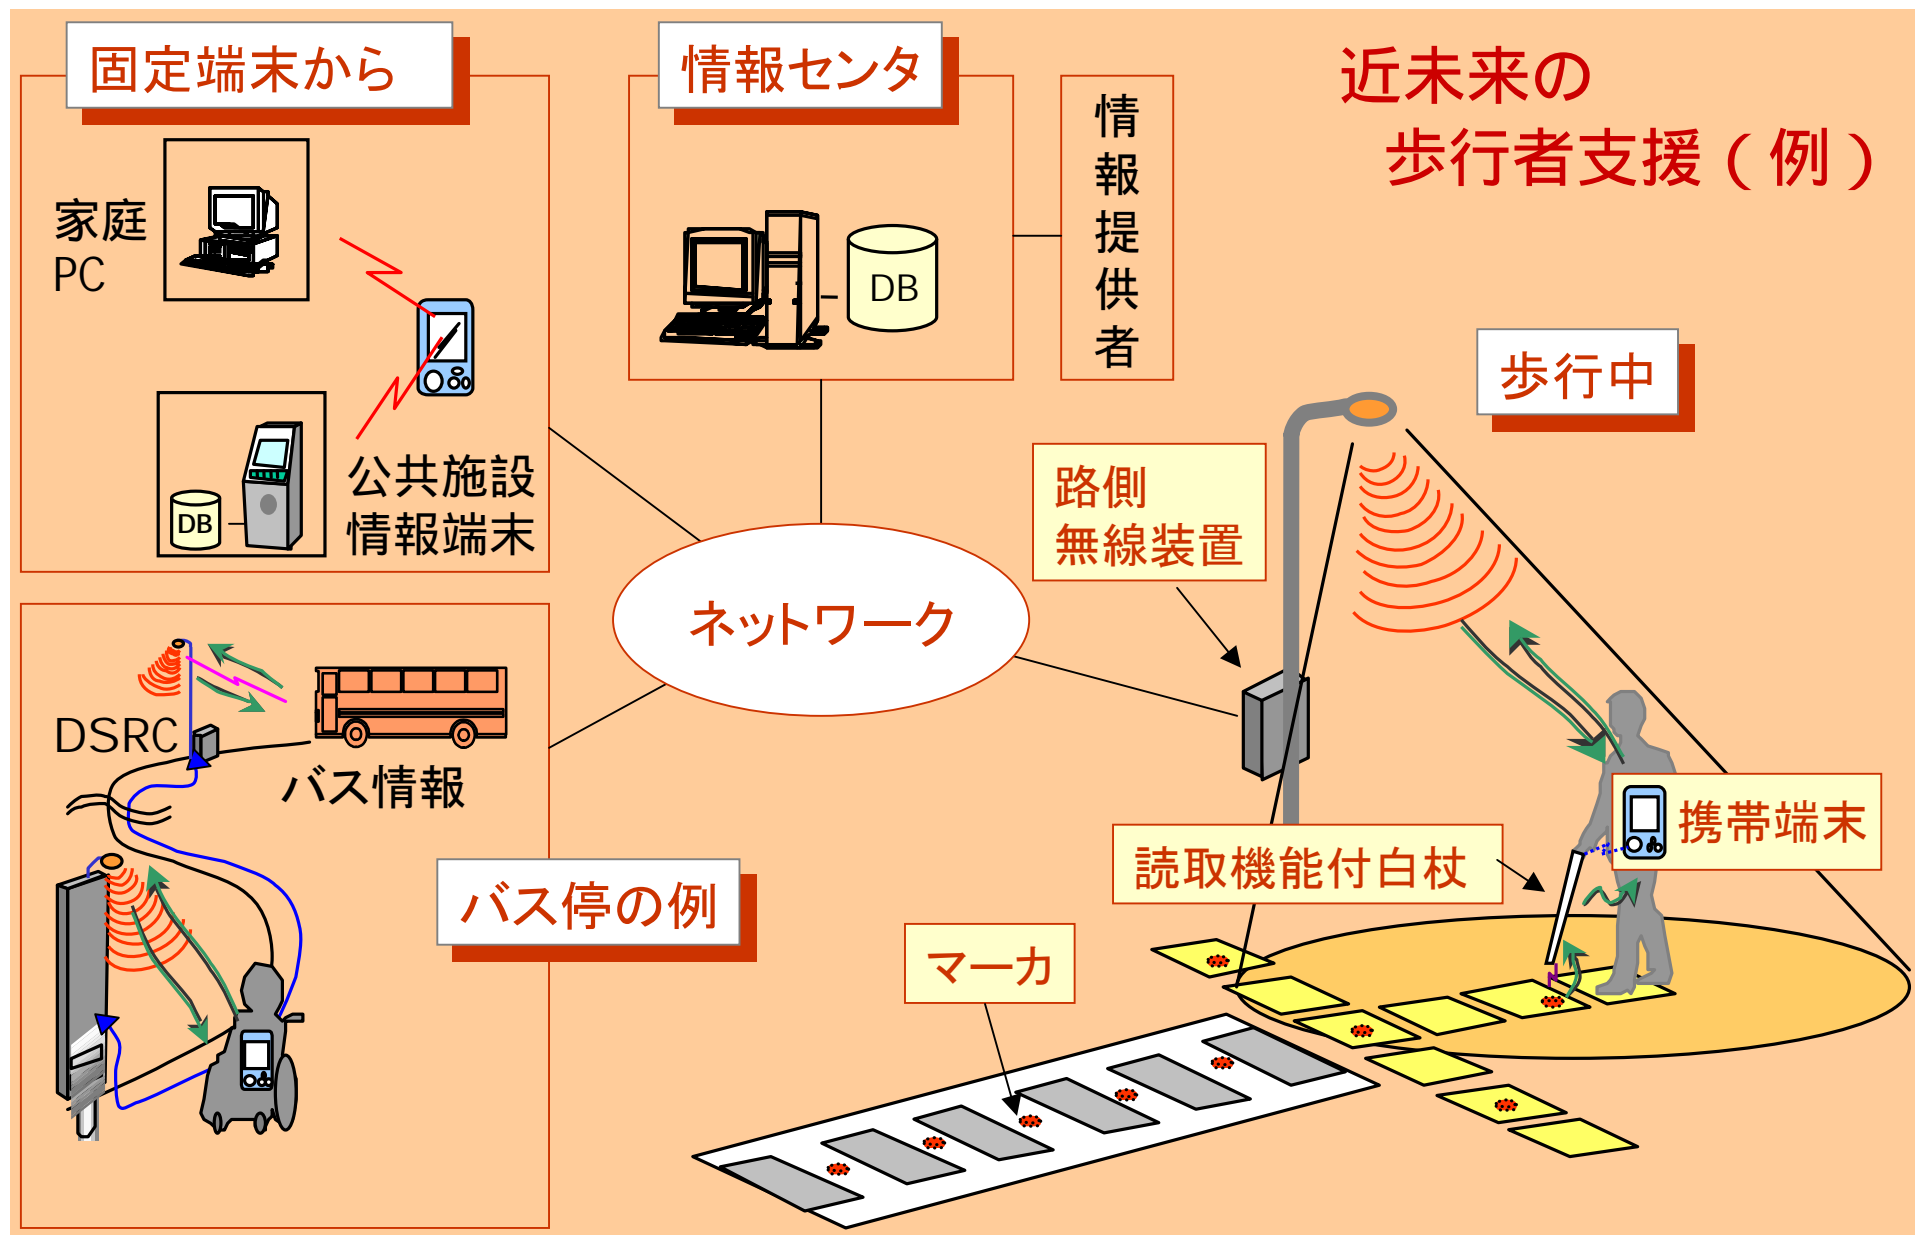 近未来の
歩行者支援（例）
固定端末から
家庭
PC
DB
公共施設
情報端末
情報センタ
DB
情報提供者
ネットワーク
歩行中
路側
無線装置
携帯端末
読取機能付白杖
マーカ
DSRC
バス情報
バス停の例